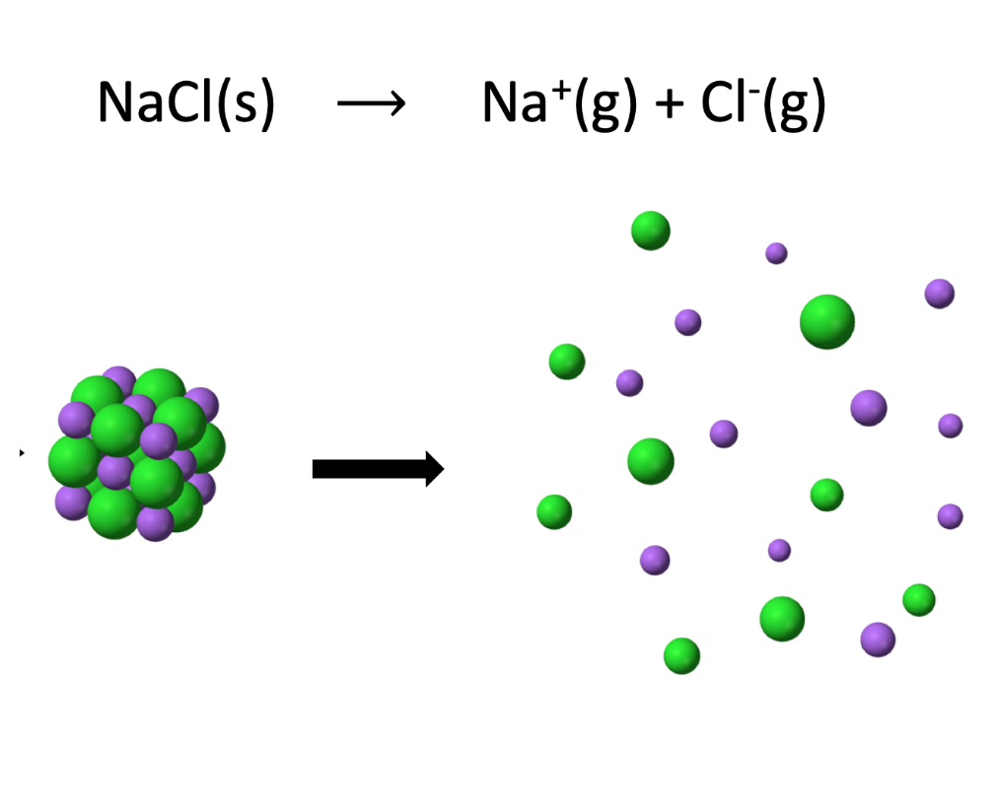 NaCl(s) ⟶ Na⁺(g) + Cl⁻(g)